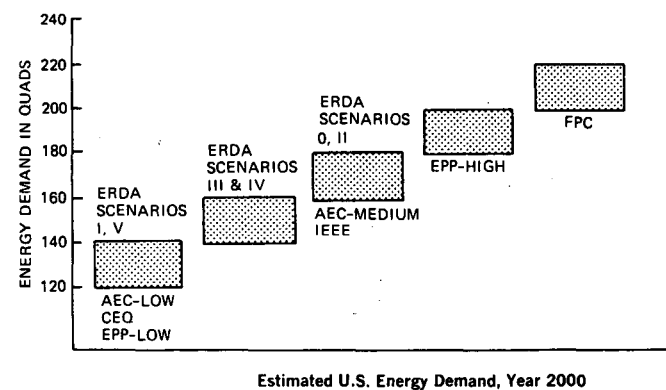 ENERGY DEMAND IN QUADS
240
220
200
180
160
140
120
ERDA
SCENARIOS
I, V
AEC-LOW
CEQ
EPP-LOW
ERDA
SCENARIOS
III & IV
ERDA
SCENARIOS
0, II
AEC-MEDIUM
IEEE
EPP-HIGH
FPC
Estimated U.S. Energy Demand, Year 2000